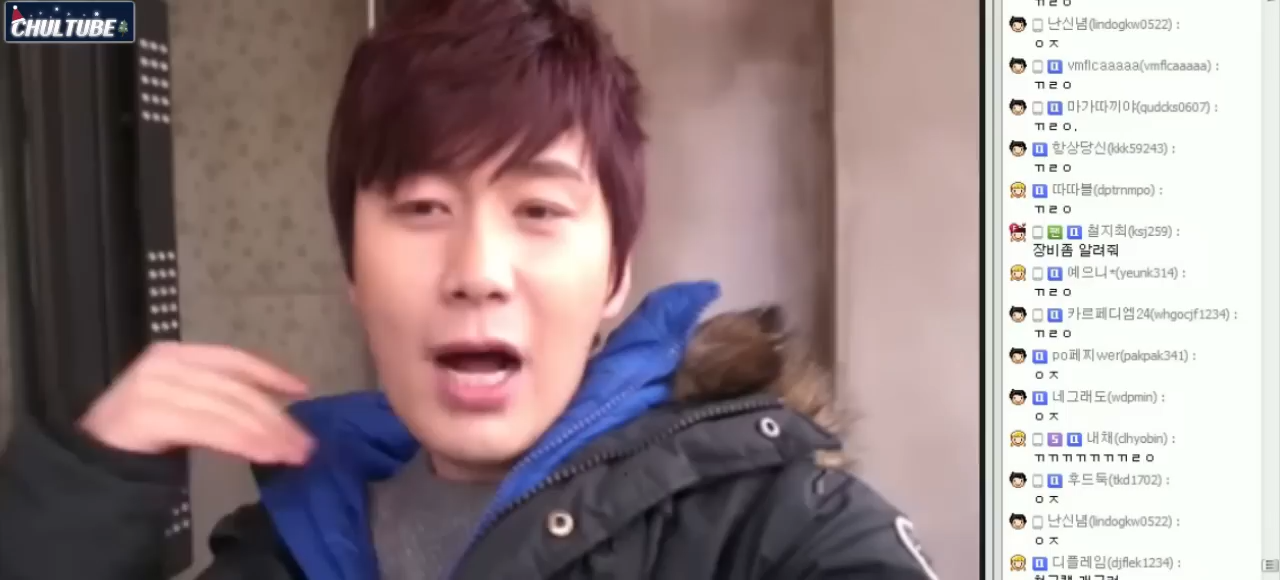 CHULTUBE
ㄲㄹㅇ
난신념(lindogkw0522) :
ㅇㅈ
vmflcaaaaa(vmflcaaaaa) :
ㄲㄹㅇ
마가따끼야(qudcks0607) :
ㄲㄹㅇ,
항상당신(kkk59243) :
ㄲㄹㅇ
따따블(dptrnmpo) :
ㄲㄹㅇ
팬 철지최(ksj259) :
장비좀 알려줘
예으니*(yeunk314) :
ㄲㄹㅇ
카르페디엠24(whgocjf1234) :
ㄲㄹㅇ
po페찌wer(pakpak341) :
ㅇㅈ
네그래도(wdpmin) :
ㅇㅈ
S 내채(dhyobin) :
ㄲㄲㄲㄲㄲㄲㄲㄹㅇ
후드둑(tkd1702) :
ㅇㅈ
난신념(lindogkw0522) :
ㅇㅈ
디플레임(djflek1234) :